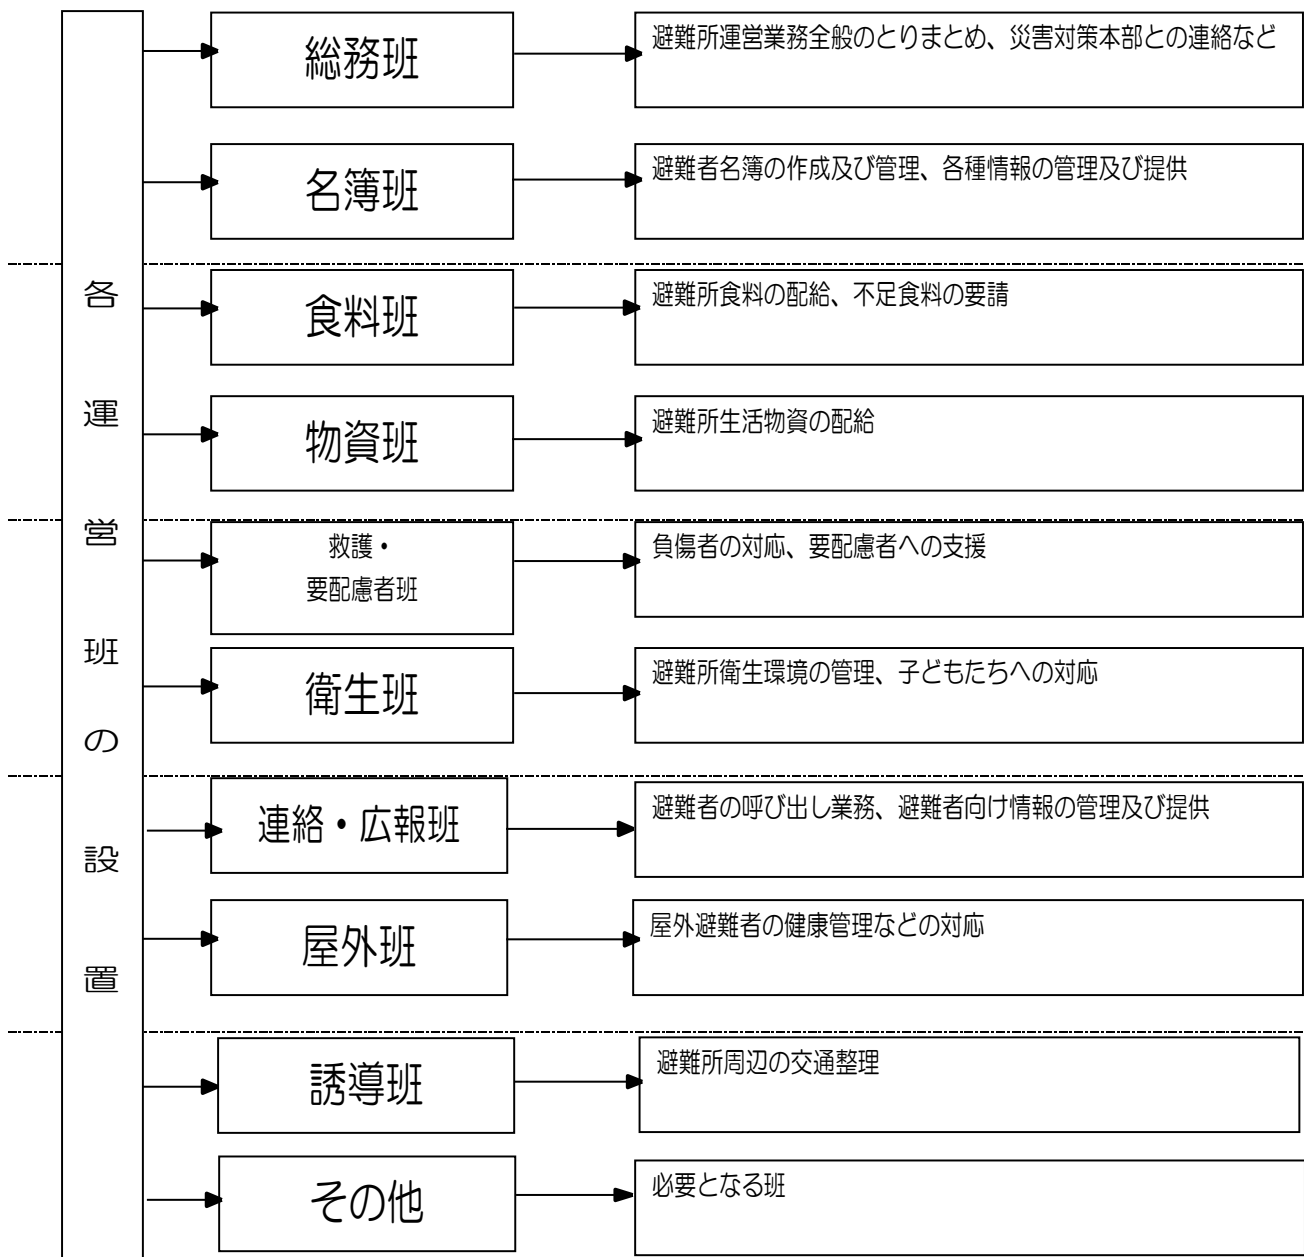 各運営班の設置
総務班
避難所運営業務全般のとりまとめ、災害対策本部との連絡など
名簿班
避難者名簿の作成及び管理、各種情報の管理及び提供
食料班
避難所食料の配給、不足食料の要請
物資班
避難所生活物資の配給
救護・
要配慮者班
負傷者の対応、要配慮者への支援
衛生班
避難所衛生環境の管理、子どもたちへの対応
連絡・広報班
避難者の呼び出し業務、避難者向け情報の管理及び提供
屋外班
屋外避難者の健康管理などの対応
誘導班
避難所周辺の交通整理
その他
必要となる班